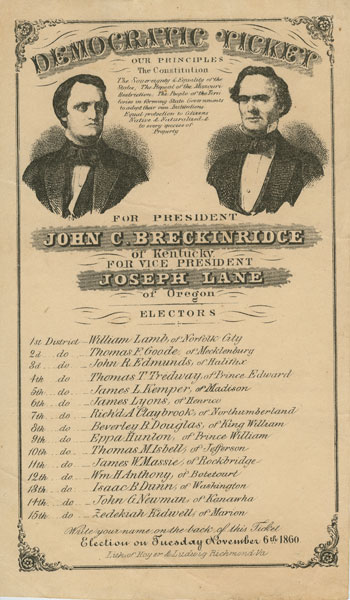 DEMOCRATIC TICKET
OUR PRINCIPLES
The Constitution
The Sovereignty & Equality of the
States, The Repeal of the Missouri
Restriction. The People of the Terri
tories in forming State Governments
to adopt their own Institutions
Equal protection to Citizens
Native & Naturalized &
to every species of
Property
FOR PRESIDENT
JOHN C. BRECKINRIDGE
of Kentucky.
FOR VICE PRESIDENT
JOSEPH LANE
of Oregon
ELECTORS
1st District William Lamb, of Norfolk City
2d do Thomas F. Goode, of Mecklenburg
3d do John R. Edmunds, of Halifax
4th do Thomas T Tredway, of Prince Edward
5th do James L. Kemper, of Madison
6th do James Lyons, of Henrico
7th do Rich'd A Claybrook, of Northumberland
8th do Beverley B. Douglas, of King William
9th do Eppa Hunton, of Prince William
10th do Thomas M. Isbell, of Jefferson
11th do James W. Massie, of Rockbridge
12th do Wm H. Anthony, of Botetourt
13th do Isaac B. Dunn, of Washington
14th do John G. Newman, of Kanawha
15th do Zedekiah Kidwell, of Marion
Write your name on the back of this Ticket
Election on Tuesday November 6th 1860
Lith. of Hoyer & Ludwig Richmond Va